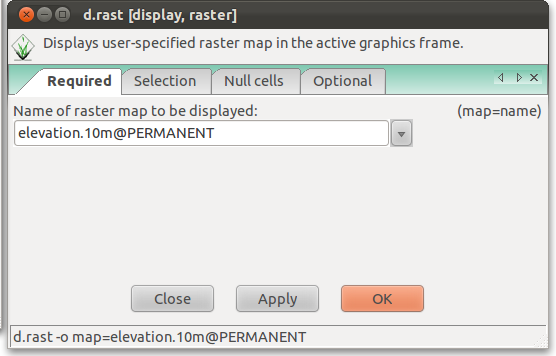 d.rast [display, raster]
Displays user-specified raster map in the active graphics frame.
Required Selection Null cells Optional
Name of raster map to be displayed: (map=name)
elevation.10m@PERMANENT
Close Apply OK
d.rast -o map=elevation.10m@PERMANENT